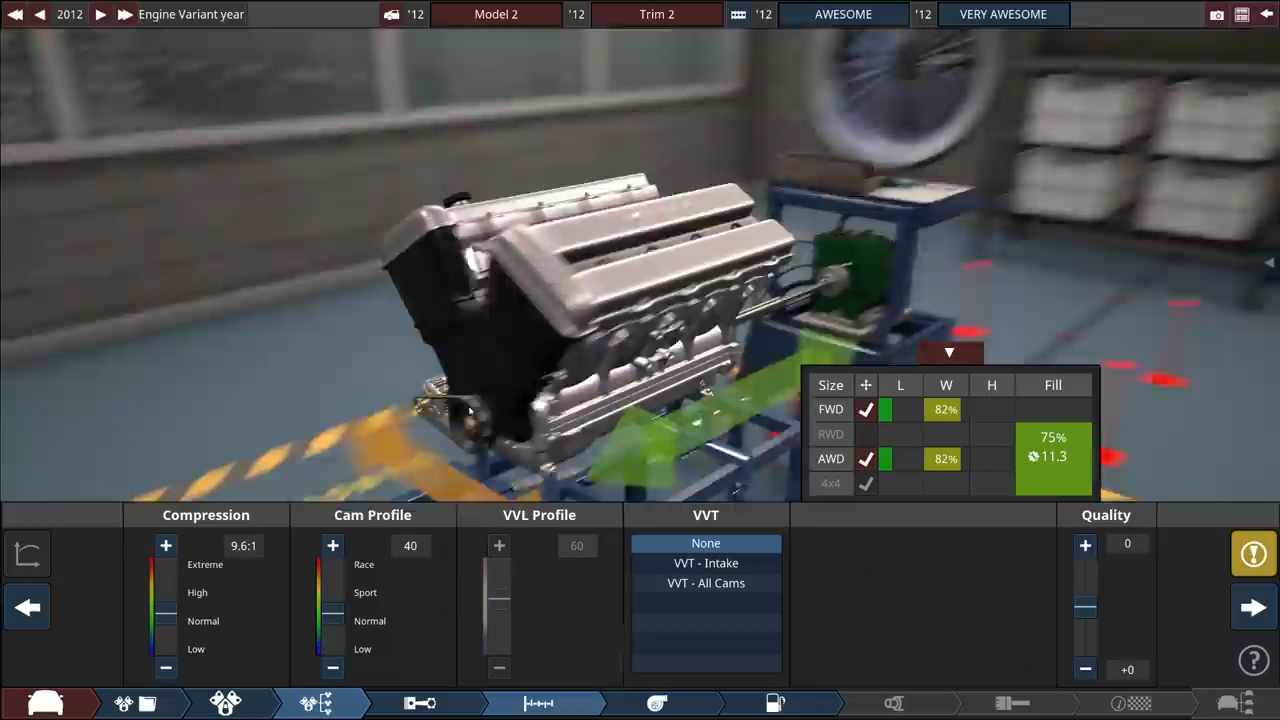 2012 Engine Variant year '12 Model 2 '12 Trim 2 '12 AWESOME '12 VERY AWESOME
Size L W H Fill
FWD 82%
RWD
75%
11.3
AWD 82%
4x4
Compression Cam Profile VVL Profile VVT Quality
9.6:1 40 60 None 0
Extreme Race VVT - Intake
High Sport VVT - All Cams
Normal Normal
Low Low
+0